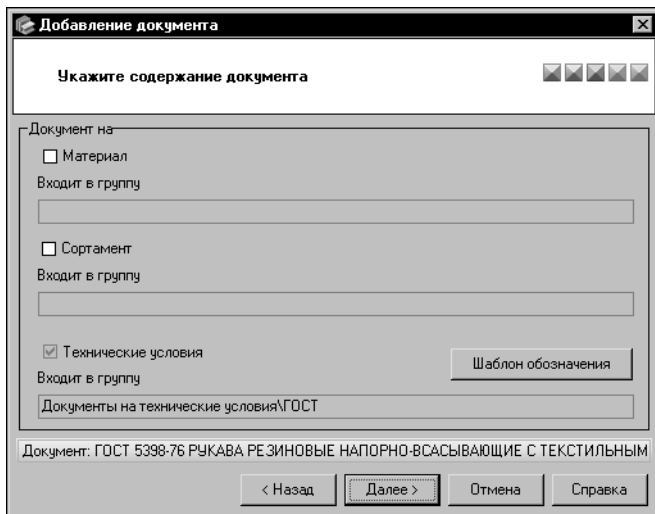 Добавление документа
Укажите содержание документа
Документ на
Материал
Входит в группу
Сортамент
Входит в группу
Технические условия
Шаблон обозначения
Входит в группу
Документы на технические условия\ГОСТ
Документ: ГОСТ 5398-76 РУКАВА РЕЗИНОВЫЕ НАПОРНО-ВСАСЫВАЮЩИЕ С ТЕКСТИЛЬНЫМ
< Назад
Далее >
Отмена
Справка